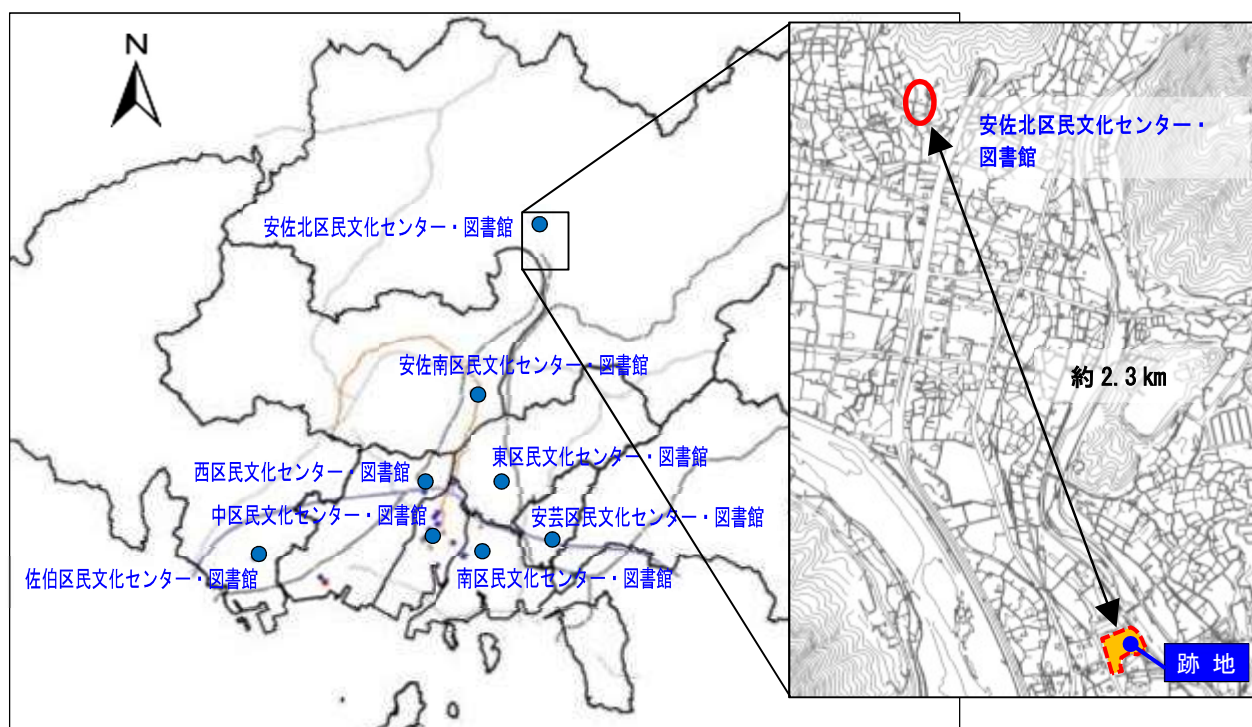 N
安佐北区民文化センター・図書館
安佐南区民文化センター・図書館
西区民文化センター・図書館
東区民文化センター・図書館
中区民文化センター・図書館
安芸区民文化センター・図書館
佐伯区民文化センター・図書館
南区民文化センター・図書館
安佐北区民文化センター・
図書館
約 2.3 km
跡 地